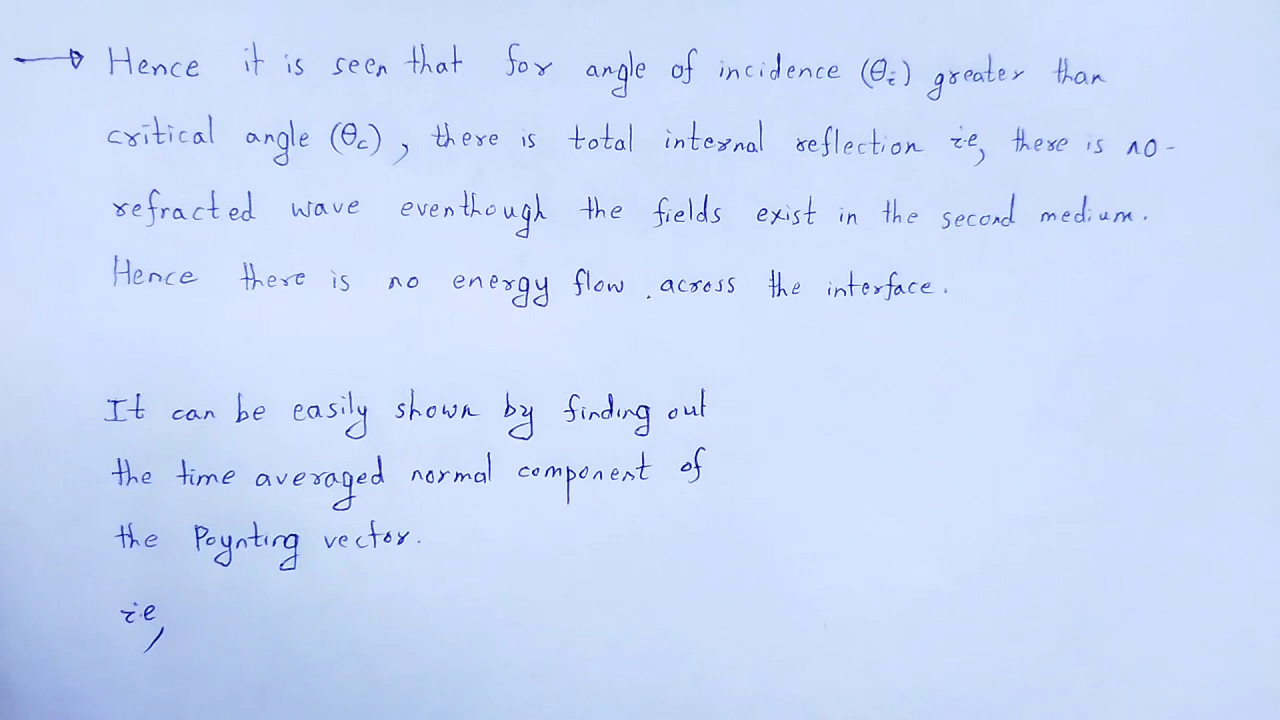 → Hence it is seen that for angle of incidence (θi) greater than
critical angle (θc), there is total internal reflection ie, there is no-
refracted wave eventhough the fields exist in the second medium.
Hence there is no energy flow . across the interface.
It can be easily shown by finding out
the time averaged normal component of
the Poynting vector.
ie,